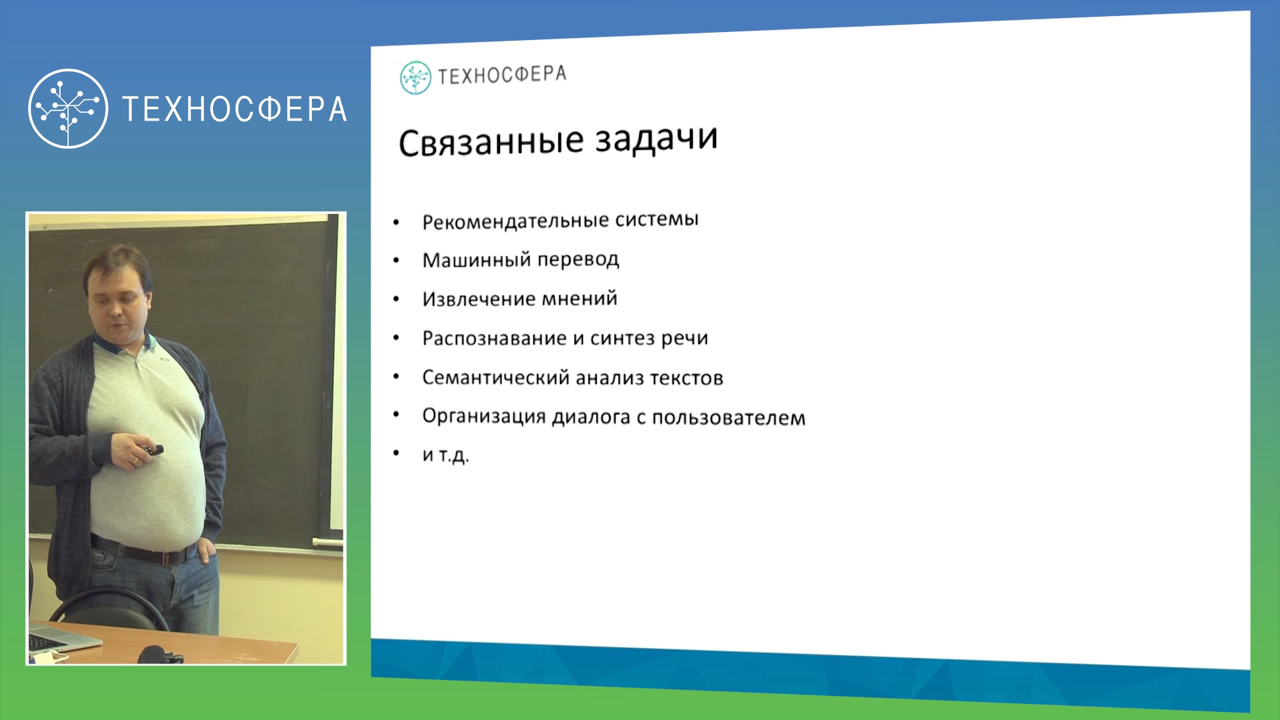 ТЕХНОСФЕРА
ТЕХНОСФЕРА
Связанные задачи
• Рекомендательные системы
• Машинный перевод
• Извлечение мнений
• Распознавание и синтез речи
• Семантический анализ текстов
• Организация диалога с пользователем
• и т.д.